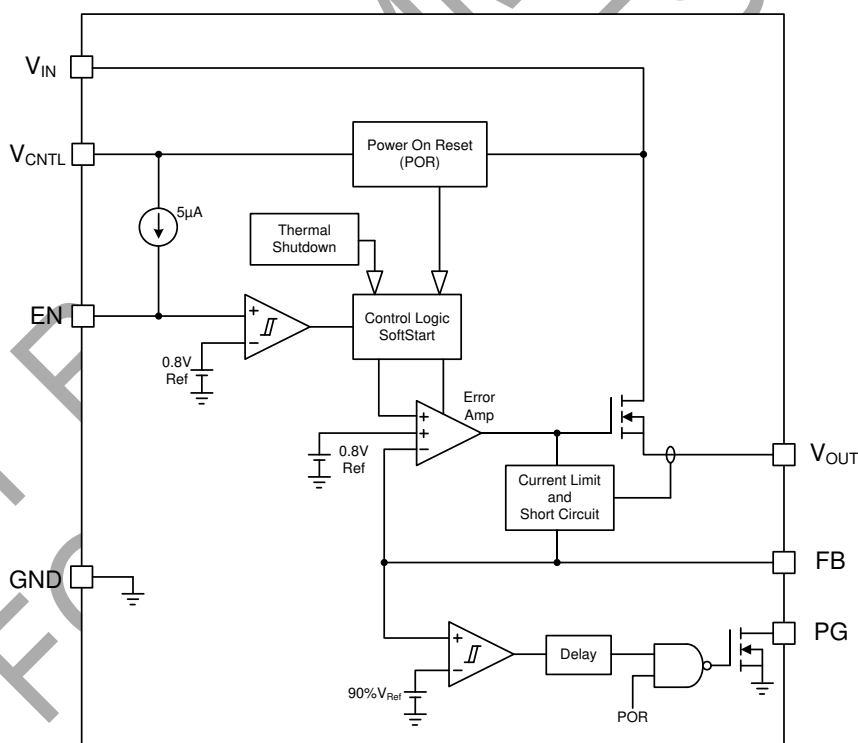 V_IN
V_CNTL
Power On Reset
(POR)
5µA
Thermal
Shutdown
EN
+
−
Control Logic
SoftStart
0.8V
Ref
Error
Amp
+
+
−
0.8V
Ref
V_OUT
Current Limit
and
Short Circuit
GND
FB
PG
+
−
Delay
90%V_Ref
POR